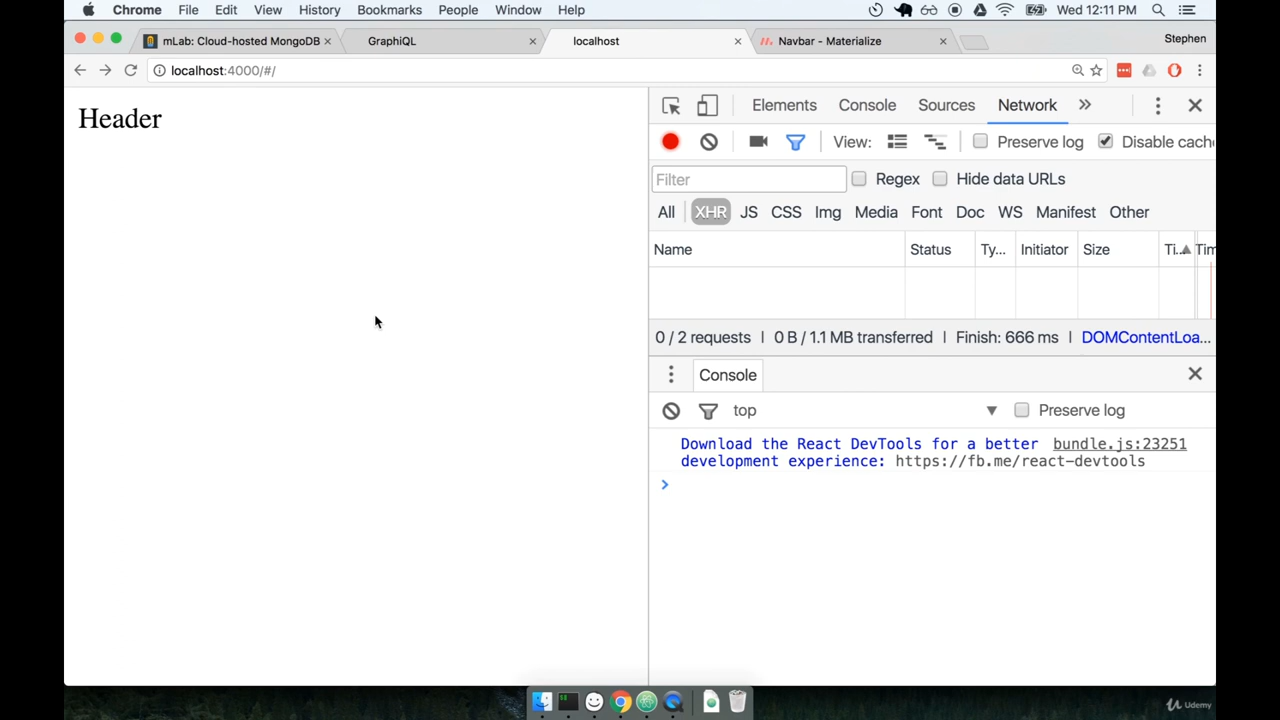 Chrome File Edit View History Bookmarks People Window Help Wed 12:11 PM
mLab: Cloud-hosted MongoDB GraphiQL localhost Navbar - Materialize Stephen
localhost:4000/#/
Header
Elements Console Sources Network
View: Preserve log Disable cach
Filter Regex Hide data URLs
All XHR JS CSS Img Media Font Doc WS Manifest Other
Name Status Ty... Initiator Size Ti... Tim
0 / 2 requests | 0 B / 1.1 MB transferred | Finish: 666 ms | DOMContentLoa...
Console
top Preserve log
Download the React DevTools for a better bundle.js:23251
development experience: https://fb.me/react-devtools
Udemy